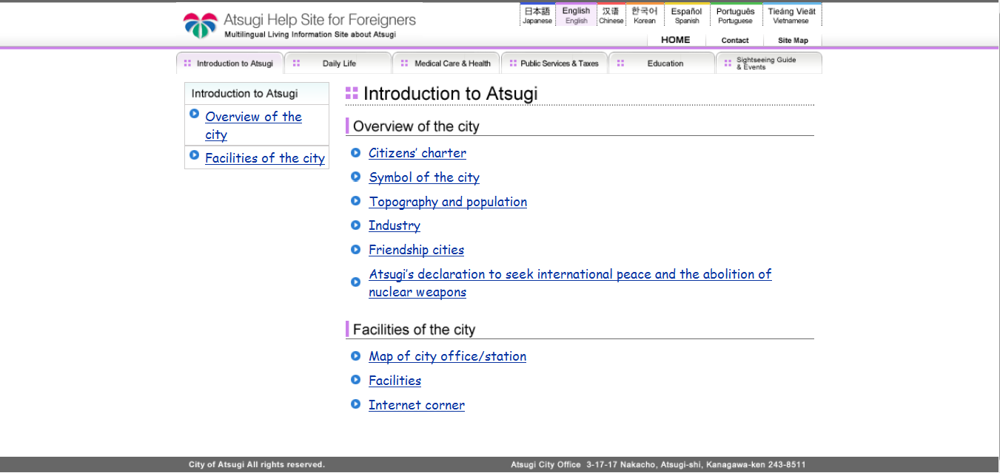 Atsugi Help Site for Foreigners
Multilingual Living Information Site about Atsugi
日本語 English 汉语 한국어 Español Português Tieáng Vieät
Japanese English Chinese Korean Spanish Portuguese Vietnamese
HOME Contact Site Map
Introduction to Atsugi Daily Life Medical Care & Health Public Services & Taxes Education Sightseeing Guide
& Events
Introduction to Atsugi
Overview of the
city
Facilities of the city
Introduction to Atsugi
Overview of the city
Citizens' charter
Symbol of the city
Topography and population
Industry
Friendship cities
Atsugi's declaration to seek international peace and the abolition of
nuclear weapons
Facilities of the city
Map of city office/station
Facilities
Internet corner
City of Atsugi All rights reserved. Atsugi City Office 3-17-17 Nakacho, Atsugi-shi, Kanagawa-ken 243-8511